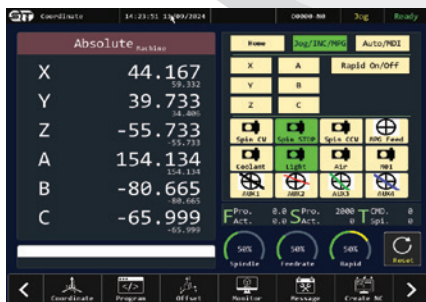 Coordinate 14:23:51 13/09/2024 O0000 N0 Jog Ready
Absolute Machine
X 44.167
59.332
Y 39.733
34.406
Z -55.733
-55.733
A 154.134
154.134
B -80.665
-80.665
C -65.999
-65.999
Home Jog/INC/MPG Auto/MDI
X A Rapid On/Off
Y B
Z C
Spin CW Spin STOP Spin CCW MPG Feed
Coolant Light Air M01
AUX1 AUX2 AUX3 AUX4
F Pro. 0.0 S Pro. 2000 T CMD. 0
Act. 0.0 Act. 0 Spi. 0
50% 50% 50%
Spindle Feedrate Rapid Reset
< Coordinate Program Offset Monitor Message Create NC >